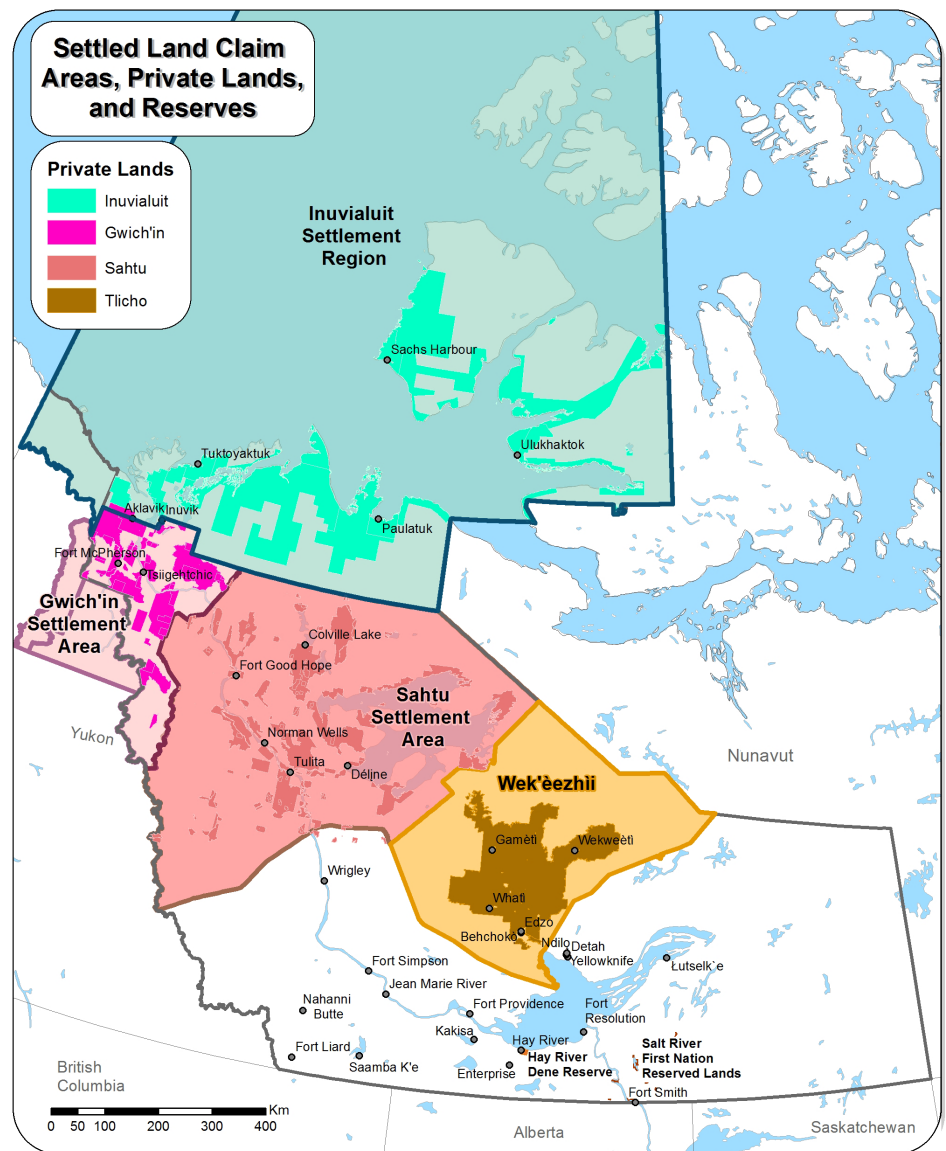 Settled Land Claim
Areas, Private Lands,
and Reserves
Private Lands
Inuvialuit
Gwich'in
Sahtu
Tlicho
Inuvialuit
Settlement
Region
Sachs Harbour
Ulukhaktok
Tuktoyaktuk
Aklavik
Inuvik
Paulatuk
Fort McPherson
Tsiigehtchic
Gwich'in
Settlement
Area
Colville Lake
Fort Good Hope
Sahtu
Settlement
Area
Norman Wells
Tulita
Déline
Yukon
Nunavut
Wek'èezhii
Gamètì
Wekweètì
Whatì
Edzo
Behchokò
Wrigley
Ndilo
Detah
Yellowknife
Łutselk'e
Fort Simpson
Jean Marie River
Nahanni
Butte
Fort Providence
Fort
Resolution
Kakisa
Hay River
Hay River
Dene Reserve
Salt River
First Nation
Reserved Lands
Fort Liard
Saamba K'e
Enterprise
Fort Smith
British
Columbia
Km
0 50 100 200 300 400
Alberta
Saskatchewan